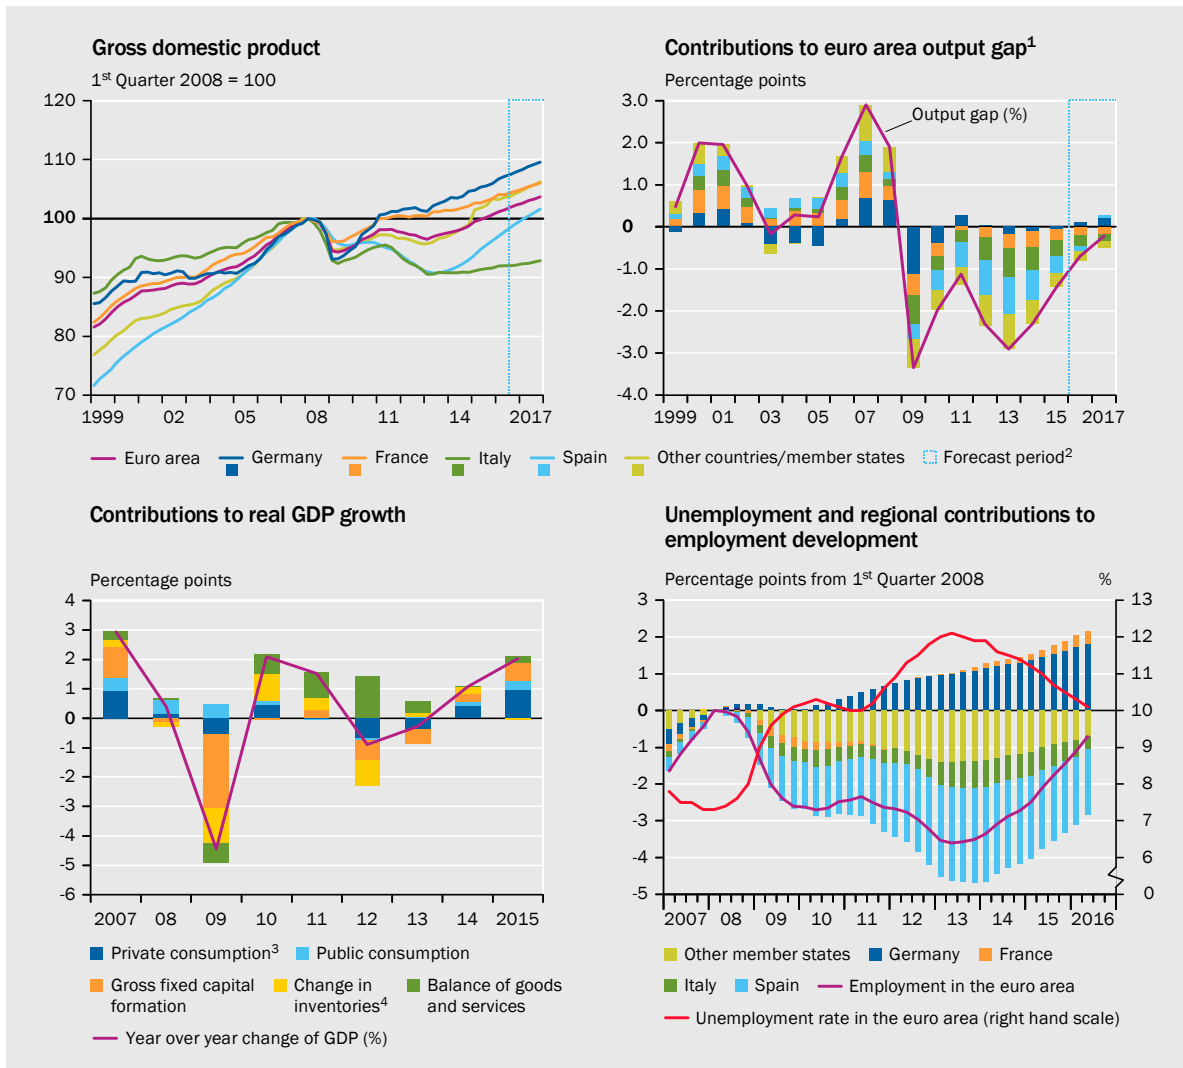 Gross domestic product
1st Quarter 2008 = 100
120
110
100
90
80
70
1999 02 05 08 11 14 2017
Contributions to euro area output gap1
Percentage points
3.0
2.0
1.0
0
-1.0
-2.0
-3.0
-4.0
Output gap (%)
1999 01 03 05 07 09 11 13 15 2017
Euro area Germany France Italy Spain Other countries/member states Forecast period2
Contributions to real GDP growth
Percentage points
4
3
2
1
0
-1
-2
-3
-4
-5
-6
2007 08 09 10 11 12 13 14 2015
Private consumption3 Public consumption
Gross fixed capital
formation
Change in
inventories4
Balance of goods
and services
Year over year change of GDP (%)
Unemployment and regional contributions to
employment development
Percentage points from 1st Quarter 2008 %
3
2
1
0
-1
-2
-3
-4
-5
13
12
11
10
9
8
7
6
0
2007 08 09 10 11 12 13 14 15 2016
Other member states Germany France
Italy Spain Employment in the euro area
Unemployment rate in the euro area (right hand scale)